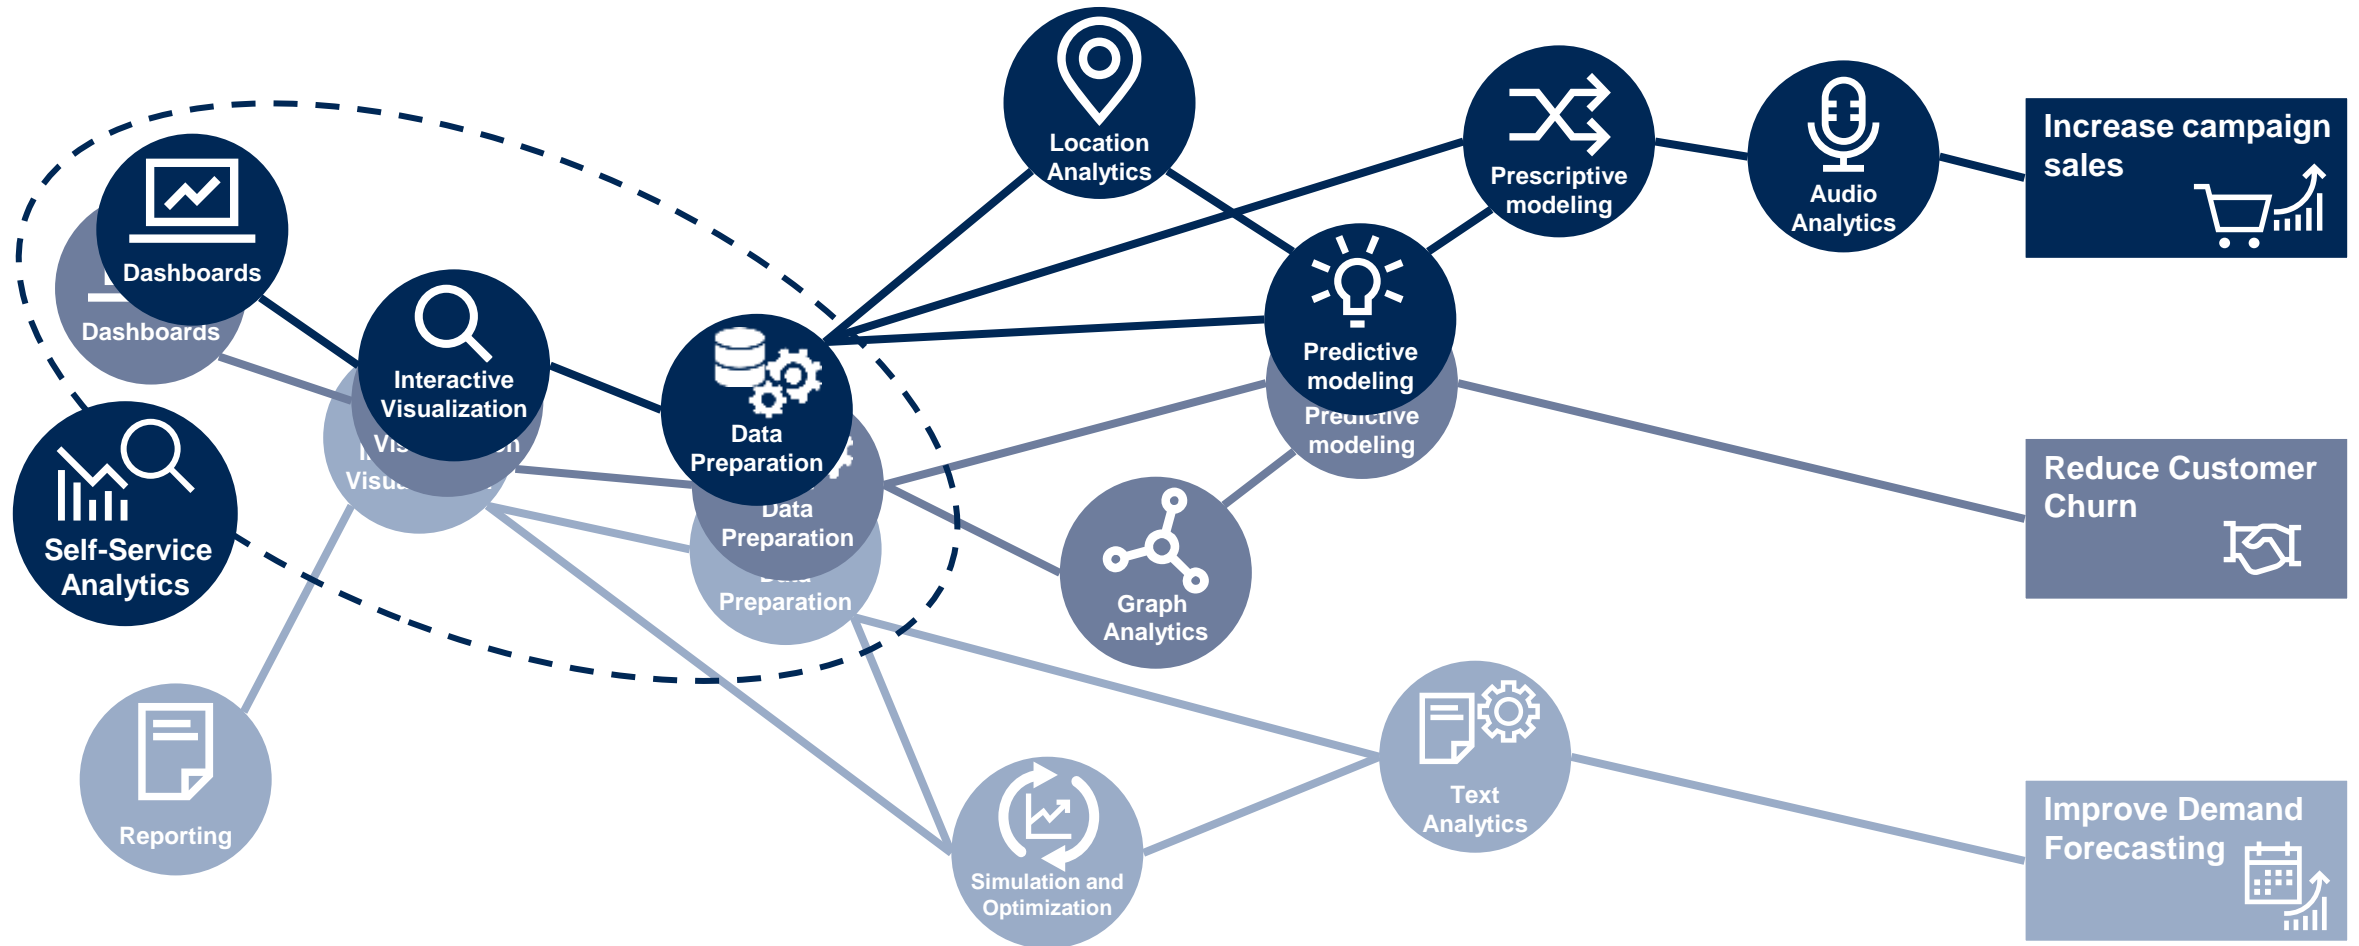 Location
Analytics
Prescriptive
modeling
Audio
Analytics
Increase campaign
sales
Dashboards
Dashboards
Interactive
Visualization
Predictive
modeling
Predictive
modeling
Data
Preparation
Data
Preparation
Data
Preparation
Self-Service
Analytics
Graph
Analytics
Reduce Customer
Churn
Reporting
Simulation and
Optimization
Text
Analytics
Improve Demand
Forecasting